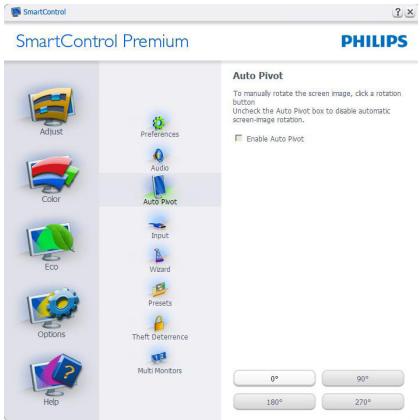 SmartControl
SmartControl Premium
PHILIPS
Adjust
Color
Eco
Options
Help
Preferences
Audio
Auto Pivot
Input
Wizard
Presets
Theft Deterrence
Multi Monitors
Auto Pivot
To manually rotate the screen image, click a rotation
button
Uncheck the Auto Pivot box to disable automatic
screen-image rotation.
Enable Auto Pivot
0°
90°
180°
270°